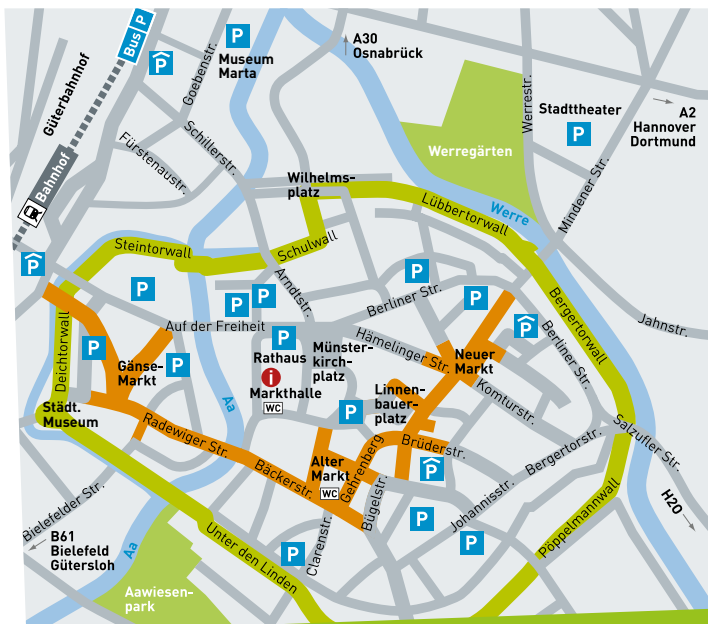 Bus P
P
P
Museum
Marta
Goebenstr.
A30
Osnabrück
Güterbahnhof
Werrestr.
Stadttheater
P
A2
Hannover
Dortmund
Fürstenaustr.
Schillerstr.
Werregärten
Bahnhof
Wilhelms-
platz
Mindener Str.
Lübbertorwall
Werre
Steintorwall
Schulwall
P
P
P
P
Arndtstr.
P
P
Berliner Str.
P
Bergertorwall
Jahnstr.
Auf der Freiheit
P
Hämelinger Str.
Berliner Str.
Deichtorwall
P
Gänse-
Markt
P
Rathaus
i
Markthalle
WC
Münster-
kirch-
platz
Neuer
Markt
Komturstr.
Linnen-
bauer-
platz
Aa
Städt.
Museum
P
Radewiger Str.
Brüderstr.
Salzufler Str.
Bergertorstr.
Alter
Markt
WC
Gehrenberg
P
Bäckerstr.
Bügelstr.
Bielefelder Str.
H20
P
Johannisstr.
P
Pöppelmannwall
B61
Bielefeld
Gütersloh
Aa
Unter den Linden
P
Clarenstr.
Aawiesen-
park